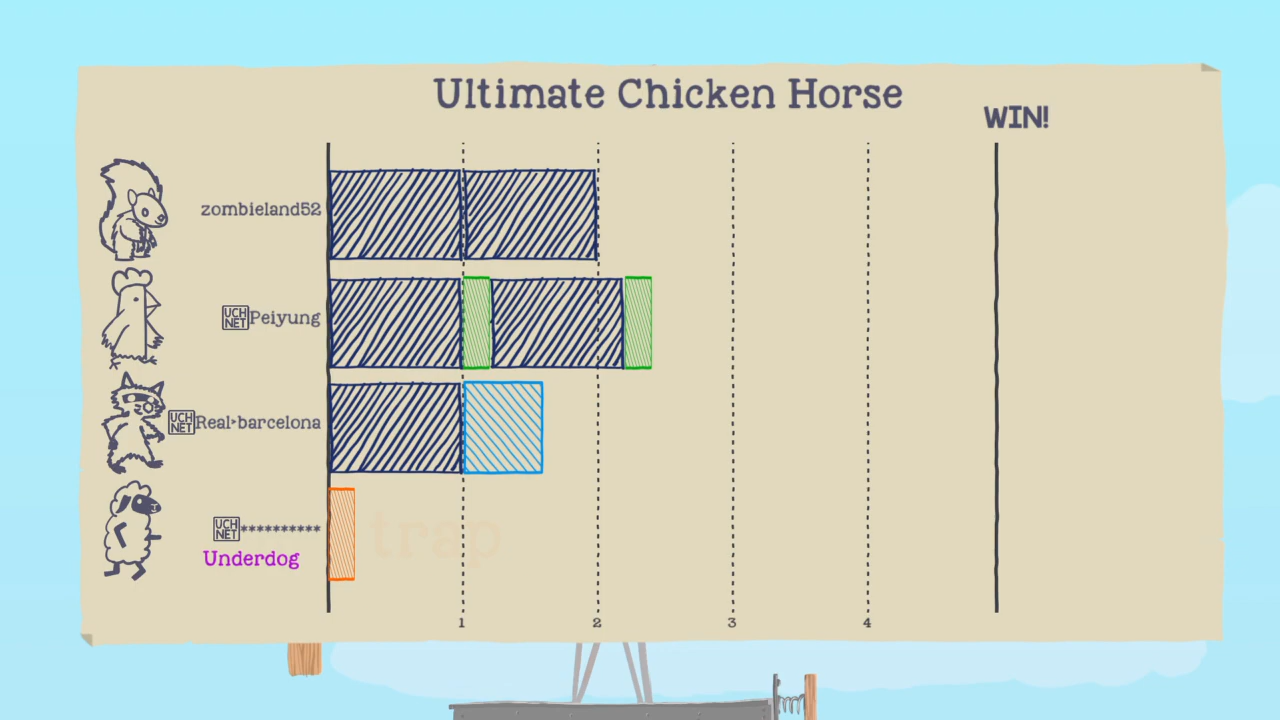 Ultimate Chicken Horse
WIN!
zombieland52
UCH NET Peiyung
UCH NET Real·barcelona
UCH NET **********
trap
Underdog
1 2 3 4